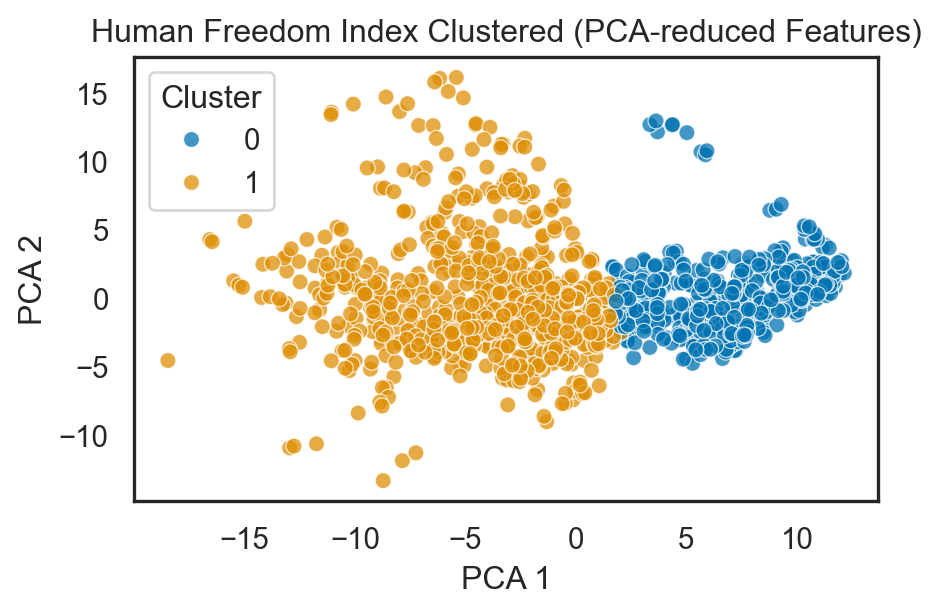 Human Freedom Index Clustered (PCA-reduced Features)
Cluster
0
1
15
10
5
0
−5
−10
PCA 2
−15 −10 −5 0 5 10
PCA 1